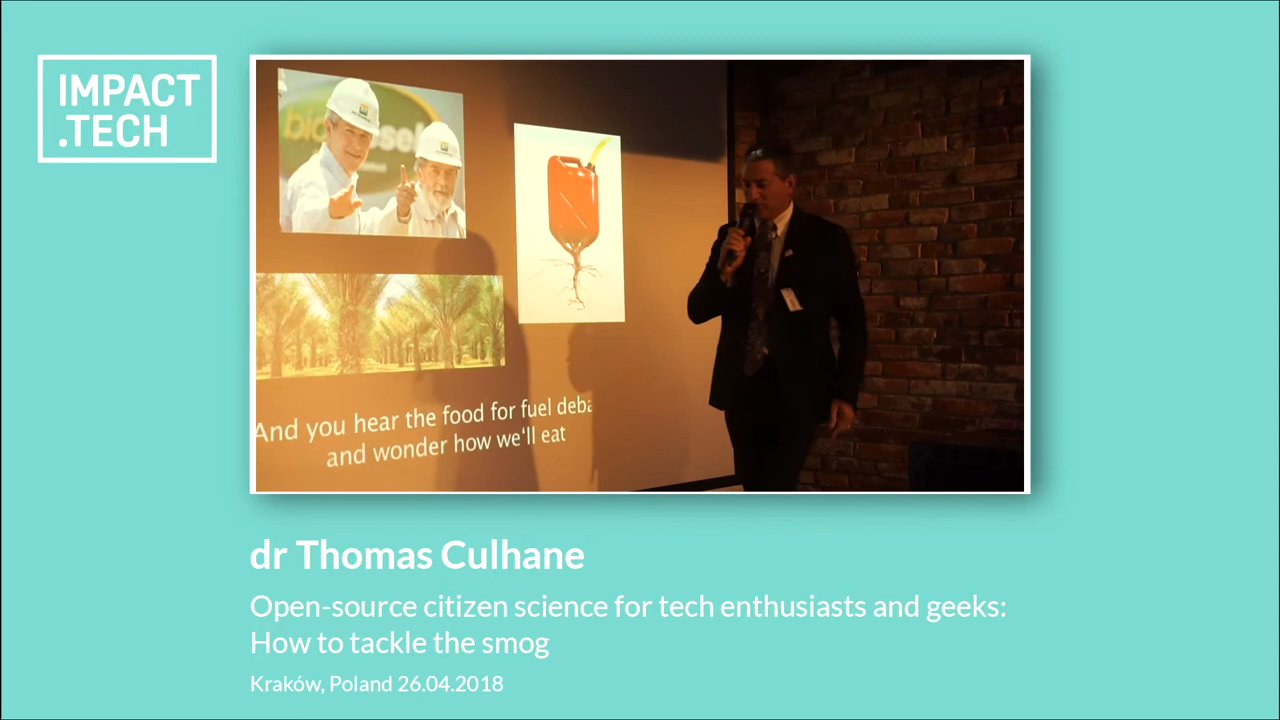 IMPACT
.TECH
And you hear the food for fuel
and wonder how we'll eat
dr Thomas Culhane
Open-source citizen science for tech enthusiasts and geeks:
How to tackle the smog
Kraków, Poland 26.04.2018